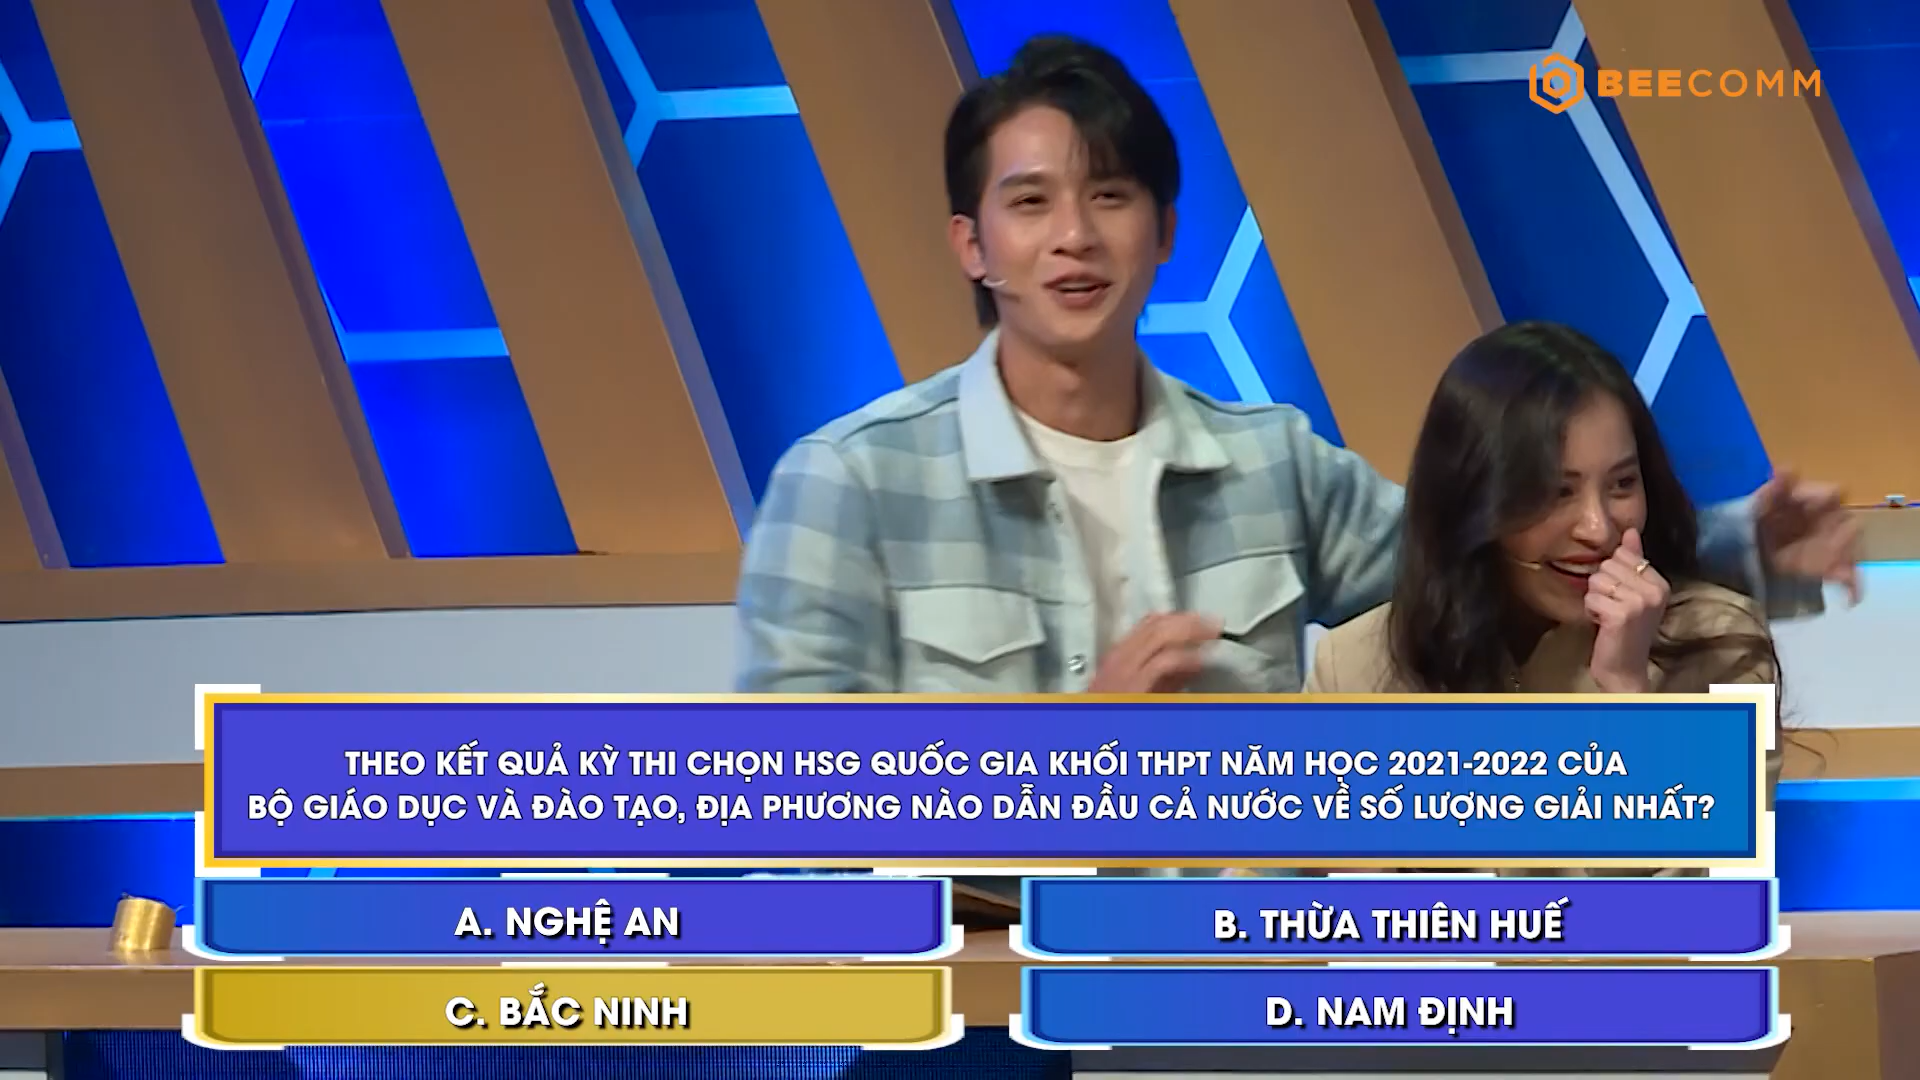 BEECOMM
THEO KẾT QUẢ KỲ THI CHỌN HSG QUỐC GIA KHỐI THPT NĂM HỌC 2021-2022 CỦA
BỘ GIÁO DỤC VÀ ĐÀO TẠO, ĐỊA PHƯƠNG NÀO DẪN ĐẦU CẢ NƯỚC VỀ SỐ LƯỢNG GIẢI NHẤT?
A. NGHỆ AN
B. THỪA THIÊN HUẾ
C. BẮC NINH
D. NAM ĐỊNH